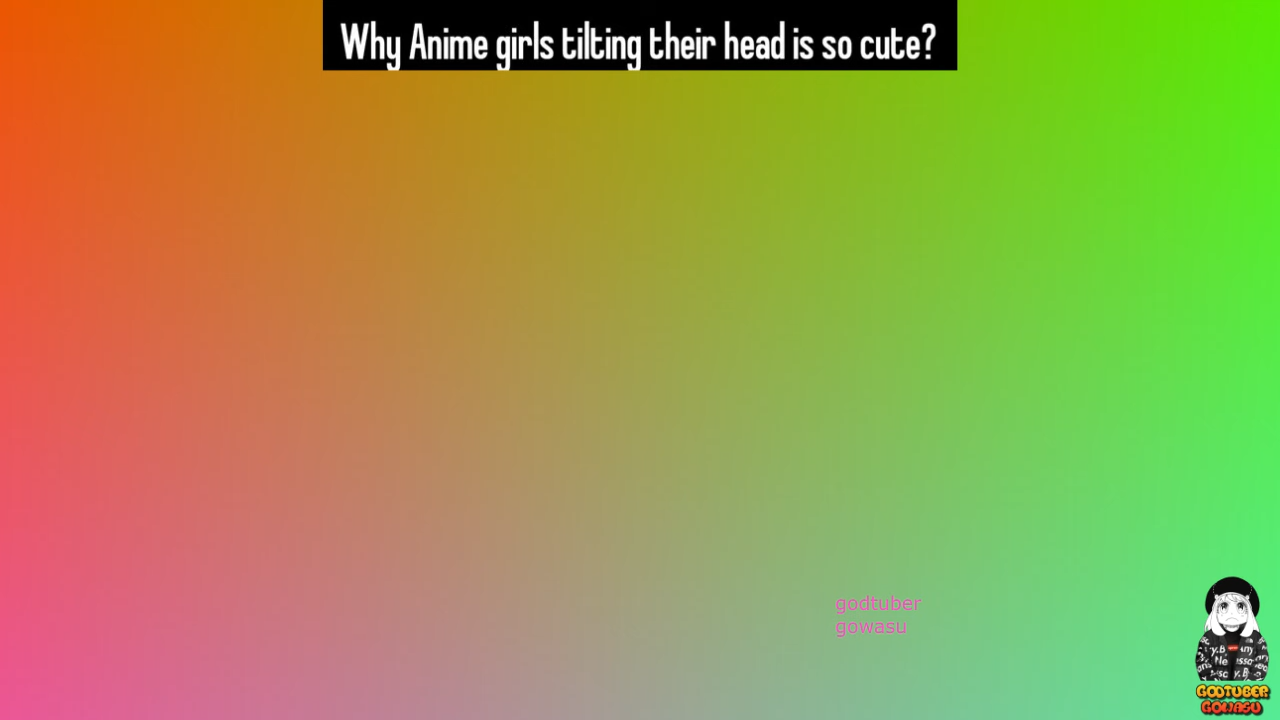 Why Anime girls tilting their head is so cute?
godtuber
gowasu
GODTUBER
GOWASU